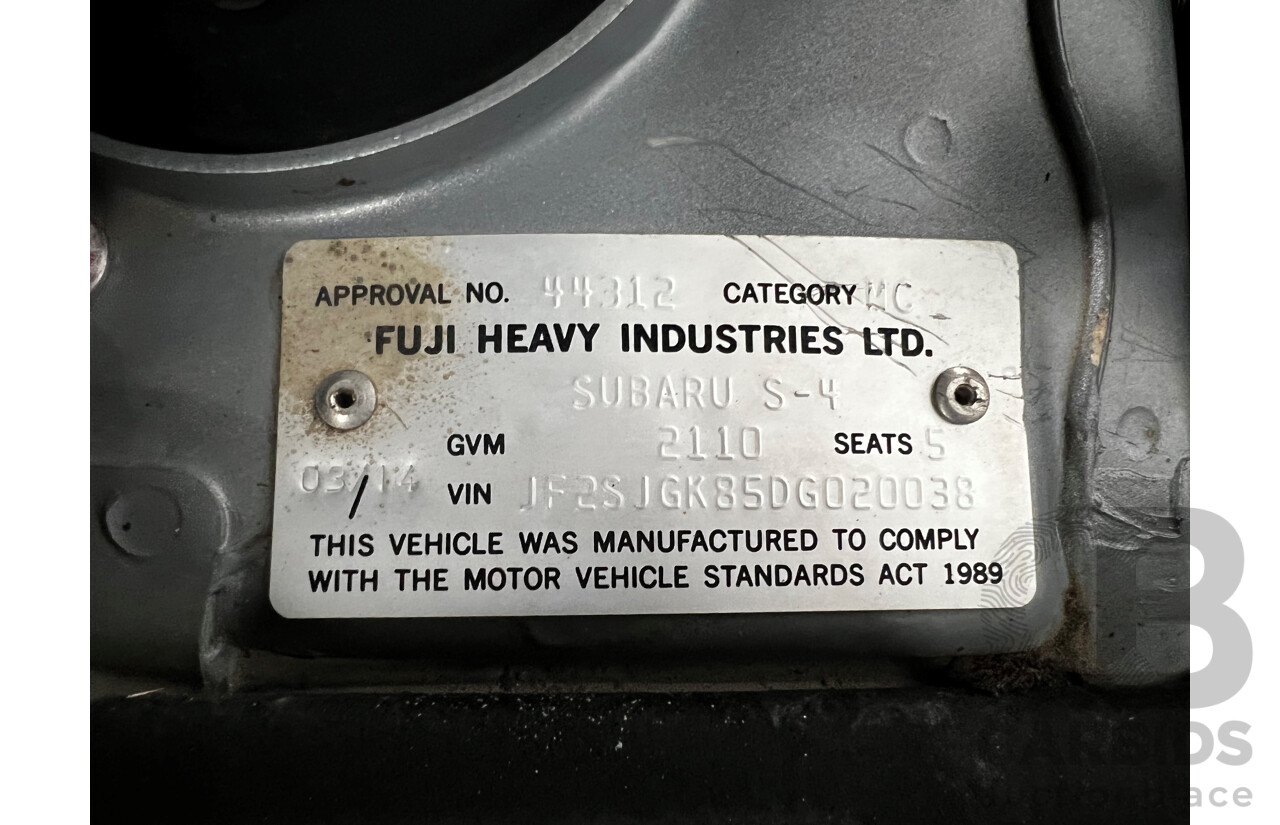 APPROVAL NO. 44312 CATEGORY MC
FUJI HEAVY INDUSTRIES LTD.
SUBARU S-4
GVM 2110 SEATS 5
03/14 VIN JF2SJGK85DG020038
THIS VEHICLE WAS MANUFACTURED TO COMPLY
WITH THE MOTOR VEHICLE STANDARDS ACT 1989
B